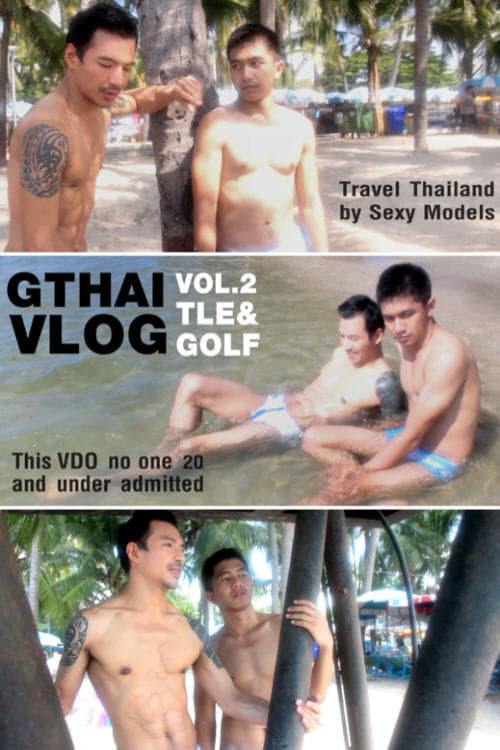 Travel Thailand
by Sexy Models
GTHAI
VLOG
VOL.2
TLE&
GOLF
This VDO no one 20
and under admitted